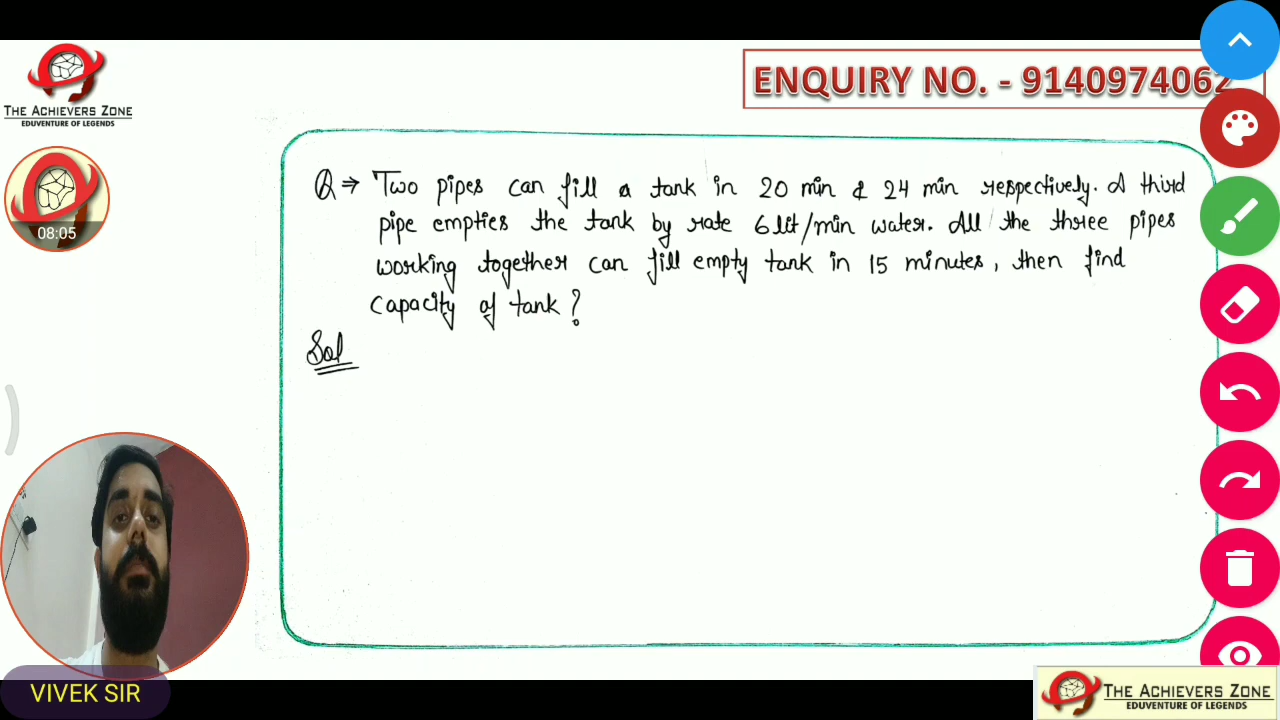 THE ACHIEVERS ZONE
EDUVENTURE OF LEGENDS
ENQUIRY NO. - 9140974062
08:05
Q ⇒ Two pipes can fill a tank in 20 min & 24 min respectively. A third
pipe empties the tank by rate 6 lit/min water. All the three pipes
working together can fill empty tank in 15 minutes, then find
capacity of tank?
Sol
VIVEK SIR
THE ACHIEVERS ZONE
EDUVENTURE OF LEGENDS